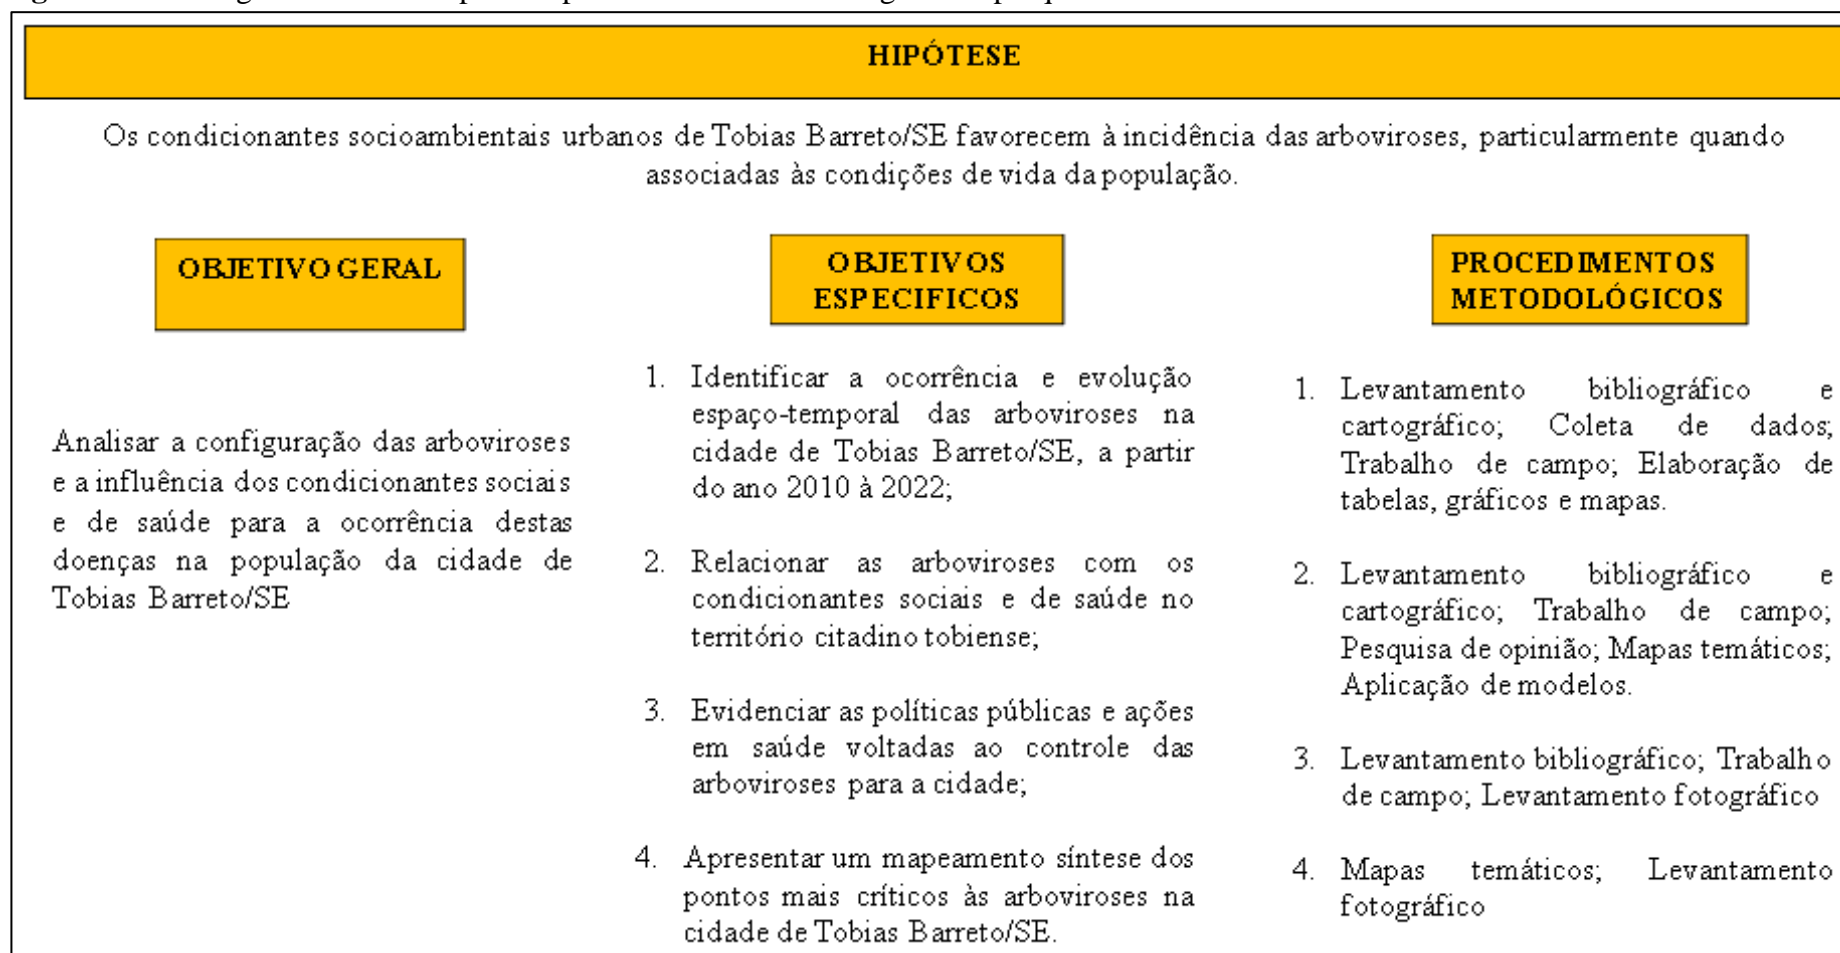 HIPÓTESE
Os condicionantes socioambientais urbanos de Tobias Barreto/SE favorecem à incidência das arboviroses, particularmente quando
associadas às condições de vida da população.
OBJETIVO GERAL
Analisar a configuração das arboviroses
e a influência dos condicionantes sociais
e de saúde para a ocorrência destas
doenças na população da cidade de
Tobias Barreto/SE
OBJETIVOS
ESPECIFICOS
1. Identificar a ocorrência e evolução
espaço-temporal das arboviroses na
cidade de Tobias Barreto/SE, a partir
do ano 2010 à 2022;
2. Relacionar as arboviroses com os
condicionantes sociais e de saúde no
território citadino tobiense;
3. Evidenciar as políticas públicas e ações
em saúde voltadas ao controle das
arboviroses para a cidade;
4. Apresentar um mapeamento síntese dos
pontos mais críticos às arboviroses na
cidade de Tobias Barreto/SE.
PROCEDIMENTOS
METODOLÓGICOS
1. Levantamento bibliográfico e
cartográfico; Coleta de dados;
Trabalho de campo; Elaboração de
tabelas, gráficos e mapas.
2. Levantamento bibliográfico e
cartográfico; Trabalho de campo;
Pesquisa de opinião; Mapas temáticos;
Aplicação de modelos.
3. Levantamento bibliográfico; Trabalho
de campo; Levantamento fotográfico
4. Mapas temáticos; Levantamento
fotográfico